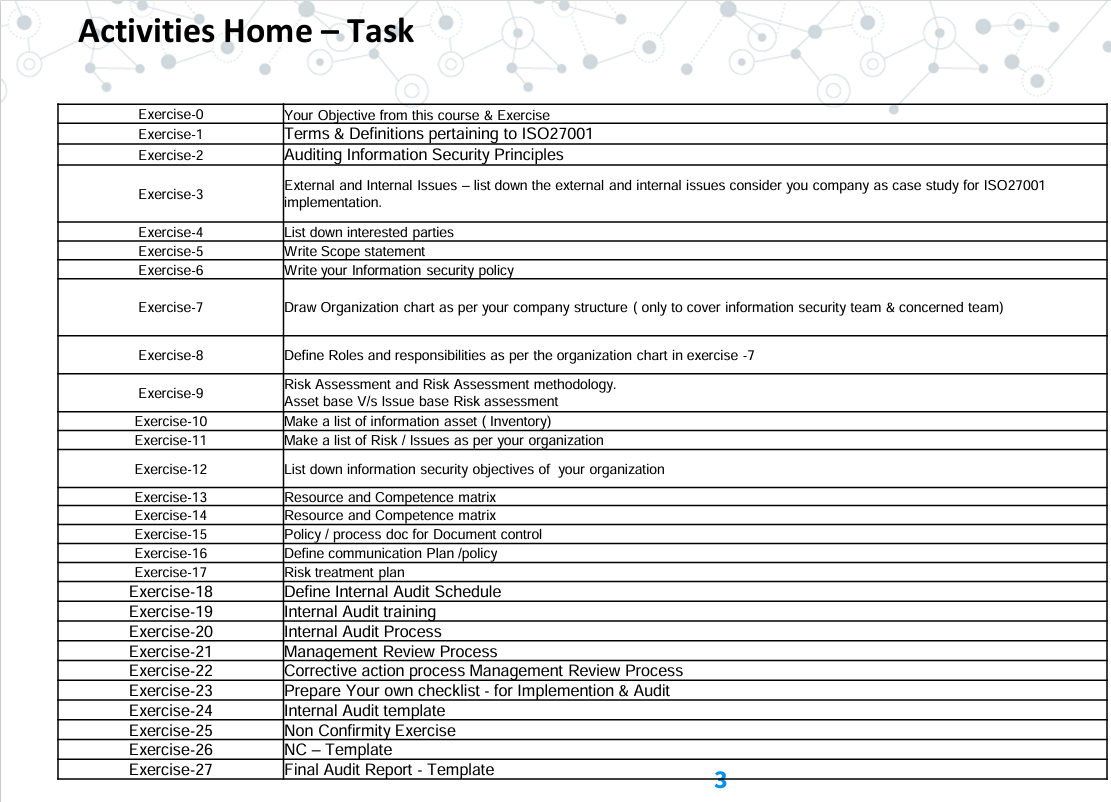 Activities Home – Task
Exercise-0 Your Objective from this course & Exercise
Exercise-1 Terms & Definitions pertaining to ISO27001
Exercise-2 Auditing Information Security Principles
Exercise-3 External and Internal Issues – list down the external and internal issues consider you company as case study for ISO27001
implementation.
Exercise-4 List down interested parties
Exercise-5 Write Scope statement
Exercise-6 Write your Information security policy
Exercise-7 Draw Organization chart as per your company structure ( only to cover information security team & concerned team)
Exercise-8 Define Roles and responsibilities as per the organization chart in exercise -7
Exercise-9 Risk Assessment and Risk Assessment methodology.
Asset base V/s Issue base Risk assessment
Exercise-10 Make a list of information asset ( Inventory)
Exercise-11 Make a list of Risk / Issues as per your organization
Exercise-12 List down information security objectives of  your organization
Exercise-13 Resource and Competence matrix
Exercise-14 Resource and Competence matrix
Exercise-15 Policy / process doc for Document control
Exercise-16 Define communication Plan /policy
Exercise-17 Risk treatment plan
Exercise-18 Define Internal Audit Schedule
Exercise-19 Internal Audit training
Exercise-20 Internal Audit Process
Exercise-21 Management Review Process
Exercise-22 Corrective action process Management Review Process
Exercise-23 Prepare Your own checklist - for Implemention & Audit
Exercise-24 Internal Audit template
Exercise-25 Non Confirmity Exercise
Exercise-26 NC – Template
Exercise-27 Final Audit Report - Template
3